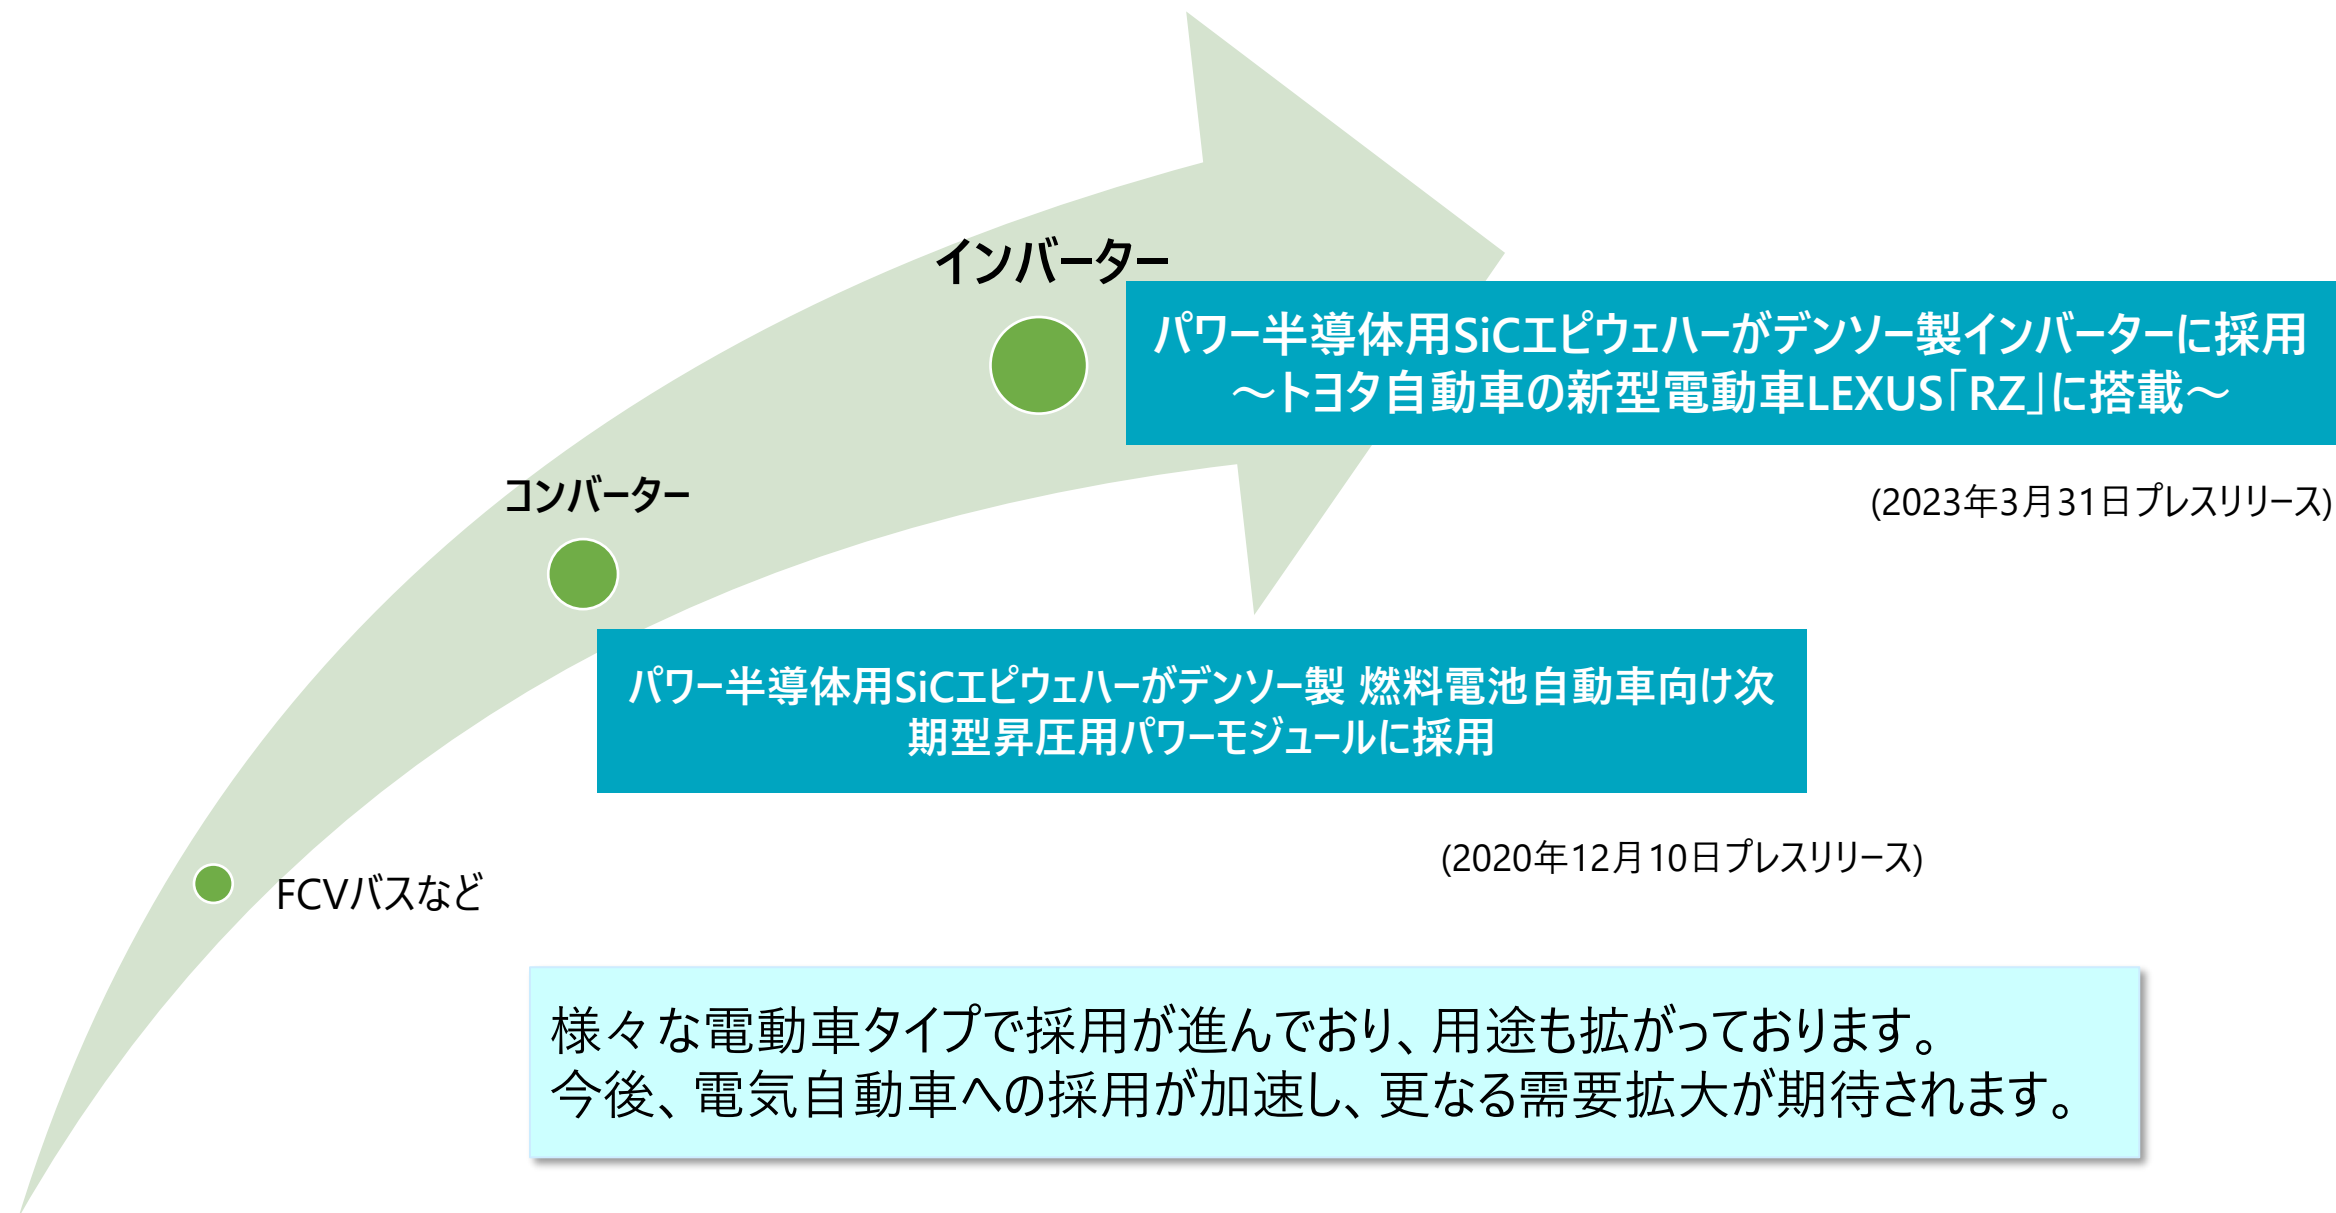 インバーター
パワー半導体用SiCエピウェハーがデンソー製インバーターに採用
～トヨタ自動車の新型電動車LEXUS「RZ」に搭載～
(2023年3月31日プレスリリース)
コンバーター
パワー半導体用SiCエピウェハーがデンソー製 燃料電池自動車向け次
期型昇圧用パワーモジュールに採用
(2020年12月10日プレスリリース)
FCVバスなど
様々な電動車タイプで採用が進んでおり、用途も拡がっております。
今後、電気自動車への採用が加速し、更なる需要拡大が期待されます。